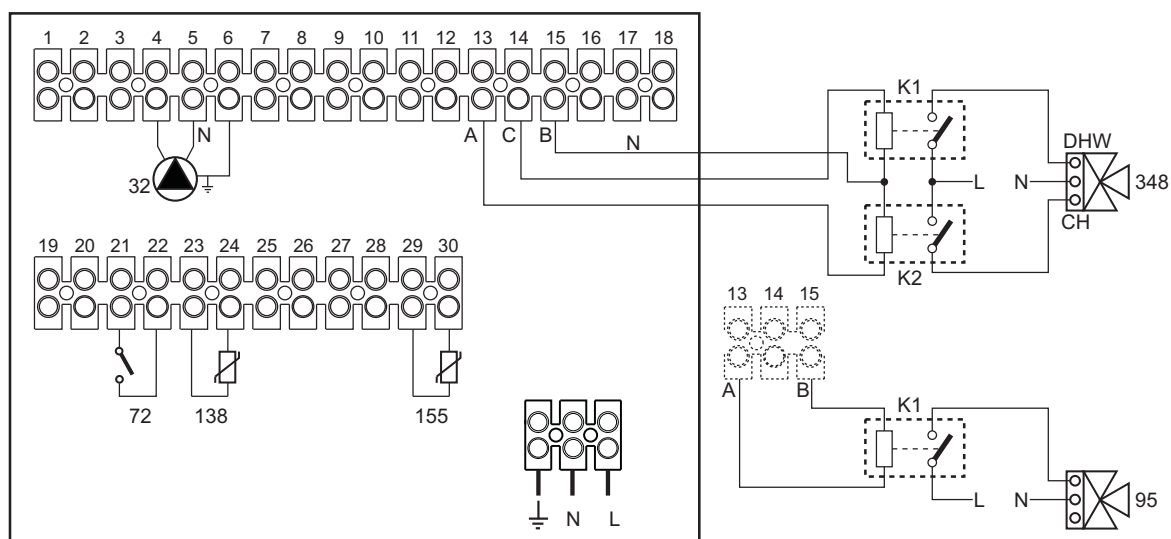 1 2 3 4 5 6 7 8 9 10 11 12 13 14 15 16 17 18
K1
N A C B N
DHW
32
L N 348
CH
19 20 21 22 23 24 25 26 27 28 29 30
K2
13 14 15
A B
K1
72 138 155
N L
L N 95